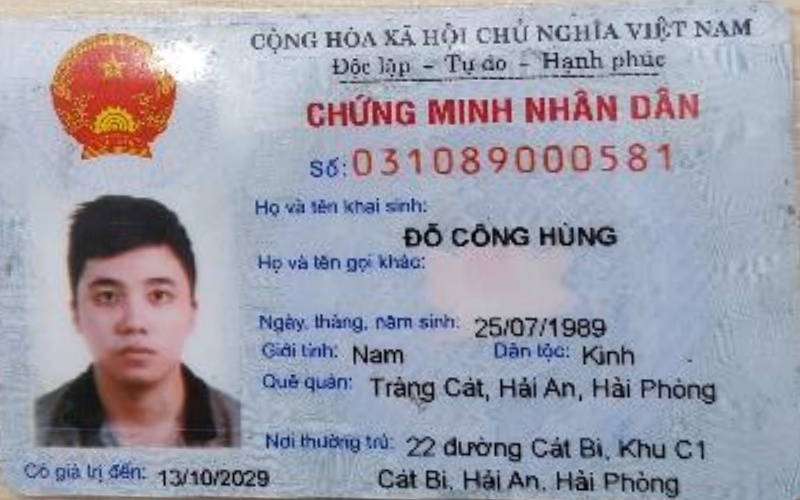 CỘNG HÒA XÃ HỘI CHỦ NGHĨA VIỆT NAM
Độc lập - Tự do - Hạnh phúc
CHỨNG MINH NHÂN DÂN
Số: 031089000581
Họ và tên khai sinh:
ĐỖ CÔNG HÙNG
Họ và tên gọi khác:
Ngày, tháng, năm sinh: 25/07/1989
Giới tính: Nam Dân tộc: Kinh
Quê quán: Tràng Cát, Hải An, Hải Phòng
Nơi thường trú: 22 đường Cát Bi, Khu C1
Cát Bi, Hải An, Hải Phòng
Có giá trị đến: 13/10/2029